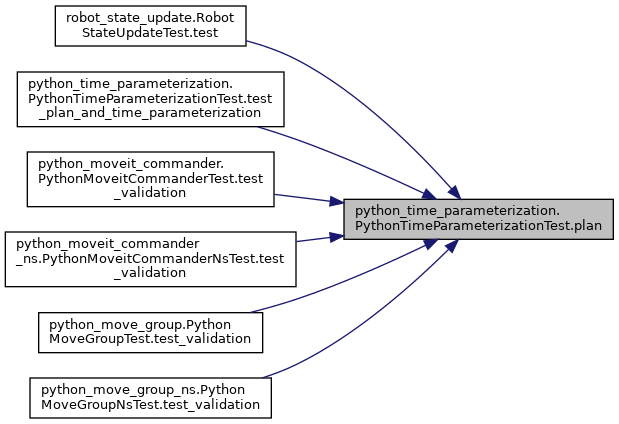 robot_state_update.Robot
StateUpdateTest.test
python_time_parameterization.
PythonTimeParameterizationTest.test
_plan_and_time_parameterization
python_moveit_commander.
PythonMoveitCommanderTest.test
_validation
python_time_parameterization.
PythonTimeParameterizationTest.plan
python_moveit_commander
_ns.PythonMoveitCommanderNsTest.test
_validation
python_move_group.Python
MoveGroupTest.test_validation
python_move_group_ns.Python
MoveGroupNsTest.test_validation